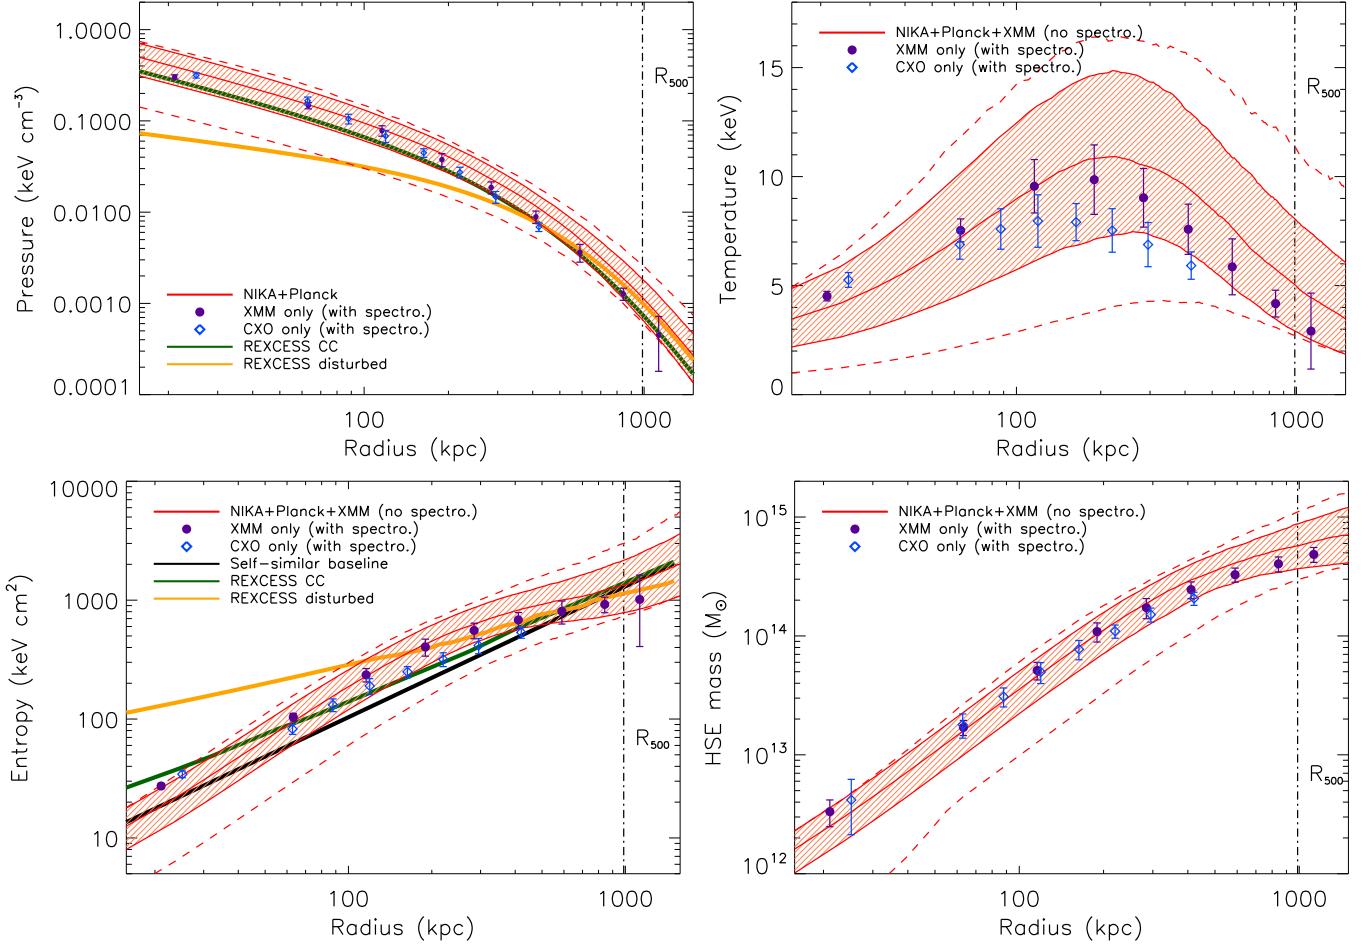 1.0000
0.1000
0.0100
0.0010
0.0001
Pressure (keV cm⁻³)
R₅₀₀
NIKA+Planck
XMM only (with spectro.)
CXO only (with spectro.)
REXCESS CC
REXCESS disturbed
100
1000
Radius (kpc)
15
10
5
0
Temperature (keV)
NIKA+Planck+XMM (no spectro.)
XMM only (with spectro.)
CXO only (with spectro.)
R₅₀₀
100
1000
Radius (kpc)
10000
1000
100
10
Entropy (keV cm²)
NIKA+Planck+XMM (no spectro.)
XMM only (with spectro.)
CXO only (with spectro.)
Self-similar baseline
REXCESS CC
REXCESS disturbed
R₅₀₀
100
1000
Radius (kpc)
10¹⁵
10¹⁴
10¹³
10¹²
HSE mass (M☉)
NIKA+Planck+XMM (no spectro.)
XMM only (with spectro.)
CXO only (with spectro.)
R₅₀₀
100
1000
Radius (kpc)